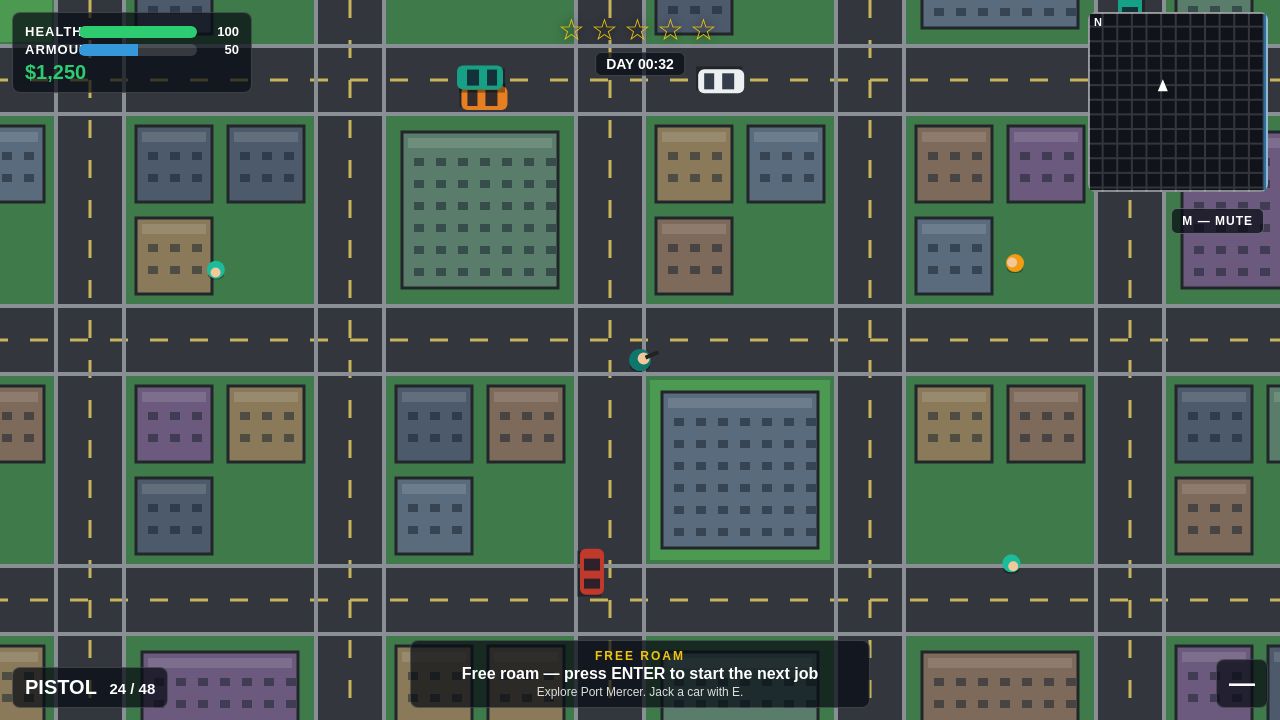 HEALTH 100
ARMOUR 50
$1,250
☆ ☆ ☆ ☆ ☆
DAY 00:32
N
M — MUTE
FREE ROAM
Free roam — press ENTER to start the next job
Explore Port Mercer. Jack a car with E.
PISTOL 24 / 48
—